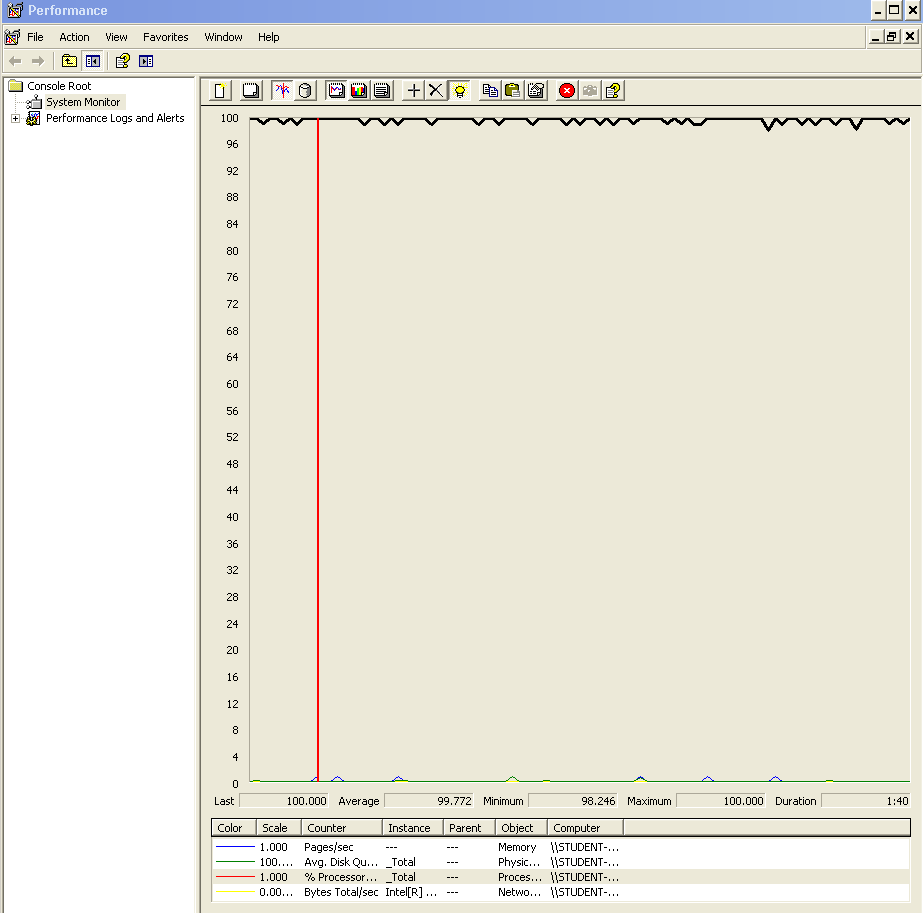 Performance
File Action View Favorites Window Help
Console Root
System Monitor
Performance Logs and Alerts
100
96
92
88
84
80
76
72
68
64
60
56
52
48
44
40
36
32
28
24
20
16
12
8
4
0
Last 100.000 Average 99.772 Minimum 98.246 Maximum 100.000 Duration 1:40
Color Scale Counter Instance Parent Object Computer
1.000 Pages/sec --- --- Memory \\STUDENT-...
100.... Avg. Disk Qu... _Total --- Physic... \\STUDENT-...
1.000 % Processor... _Total --- Proces... \\STUDENT-...
0.00... Bytes Total/sec Intel[R] ... --- Netwo... \\STUDENT-...